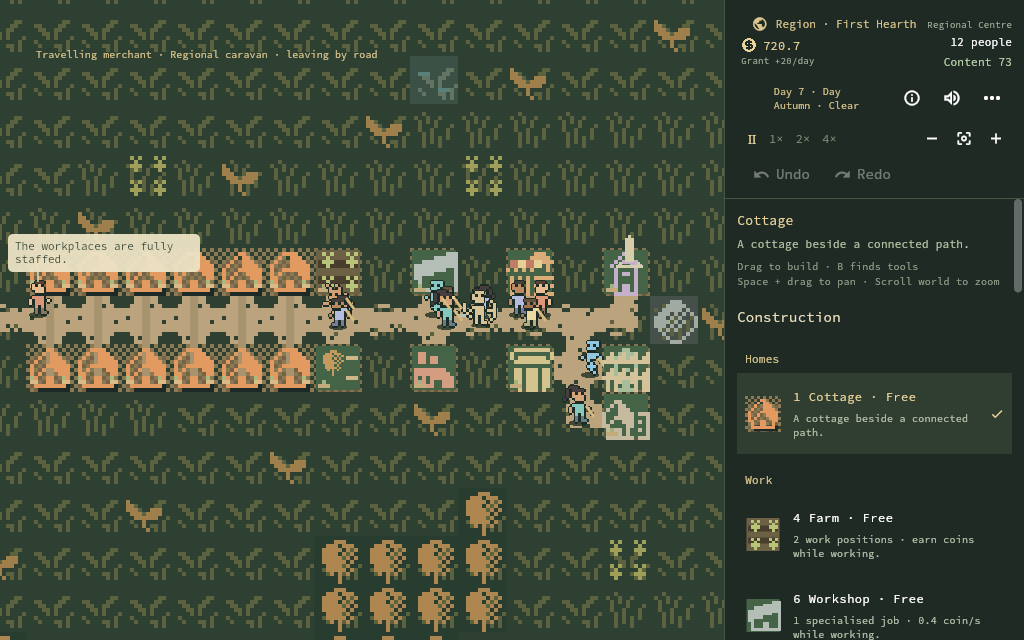 Travelling merchant · Regional caravan · leaving by road
The workplaces are fully
staffed.
Region · First Hearth Regional Centre
720.7 12 people
Grant +20/day Content 73
Day 7 · Day
Autumn · Clear
II 1× 2× 4×
Undo Redo
Cottage
A cottage beside a connected path.
Drag to build · B finds tools
Space + drag to pan · Scroll world to zoom
Construction
Homes
1 Cottage · Free
A cottage beside a connected
path.
Work
4 Farm · Free
2 work positions · earn coins
while working.
6 Workshop · Free
1 specialised job · 0.4 coin/s
while working.